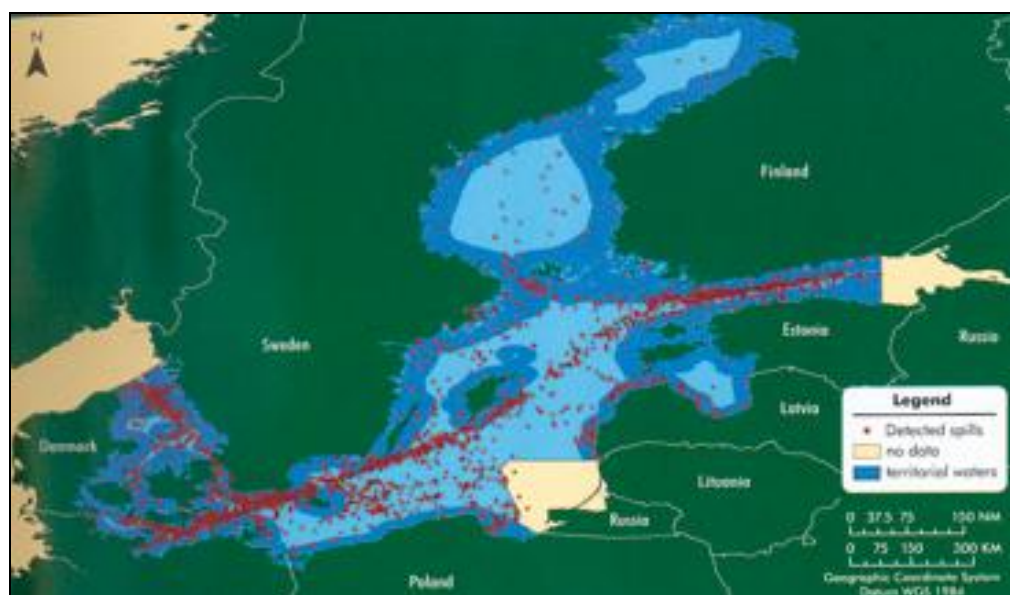 N
Finland
Sweden
Estonia
Russia
Denmark
Latvia
Lithuania
Russia
Poland
Legend
Detected spills
no data
territorial waters
0 37.5 75 150 NM
0 75 150 300 KM
Geographic Coordinate System
Datum WGS 1984